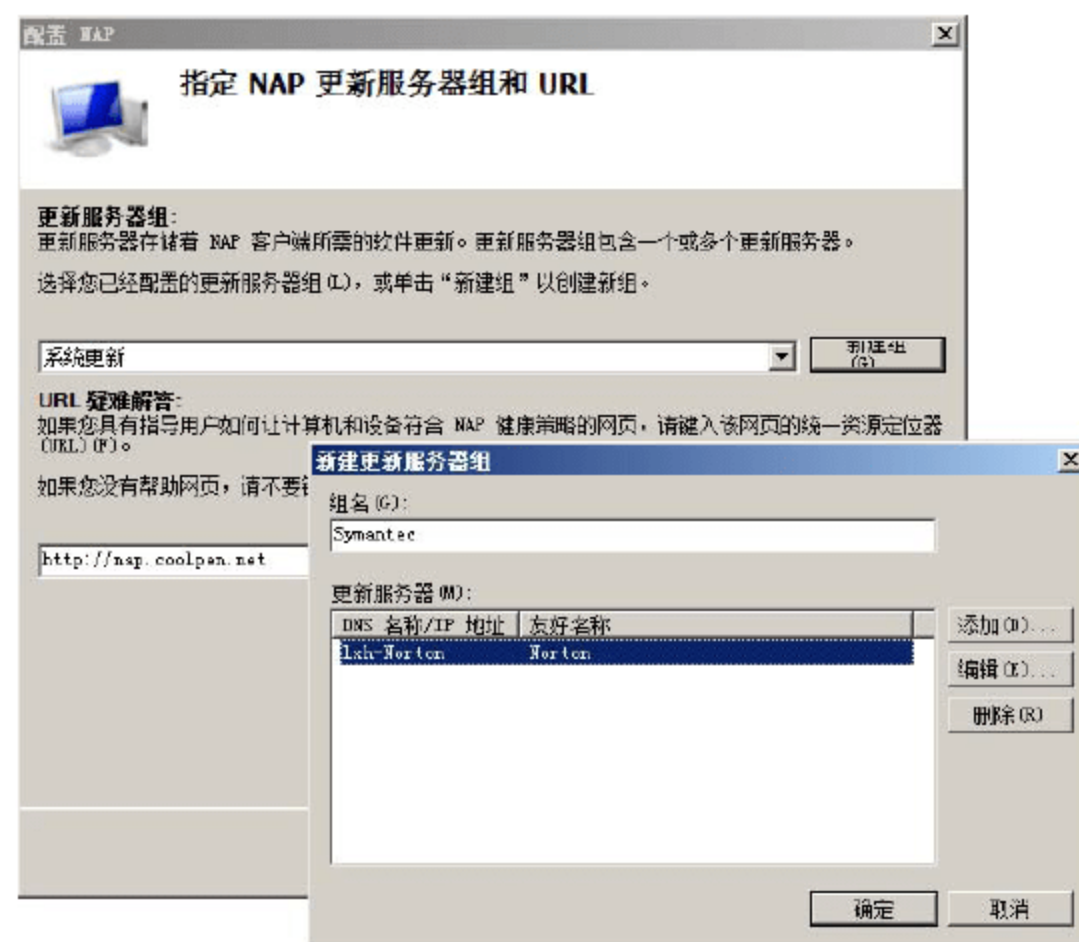 配置 NAP
指定 NAP 更新服务器组和 URL
更新服务器组:
更新服务器存储着 NAP 客户端所需的软件更新。更新服务器组包含一个或多个更新服务器。
选择您已经配置的更新服务器组(L)，或单击“新建组”以创建新组。
系统更新
新建组
(G)
URL 疑难解答:
如果您具有指导用户如何让计算机和设备符合 NAP 健康策略的网页，请键入该网页的统一资源定位器
(URL)(F)。
如果您没有帮助网页，请不要
http://nap.coolpen.net
新建更新服务器组
组名(G):
Symantec
更新服务器(M):
DNS 名称/IP 地址 友好名称
lxh-Norton Norton
添加(D)...
编辑(E)...
删除(R)
确定 取消